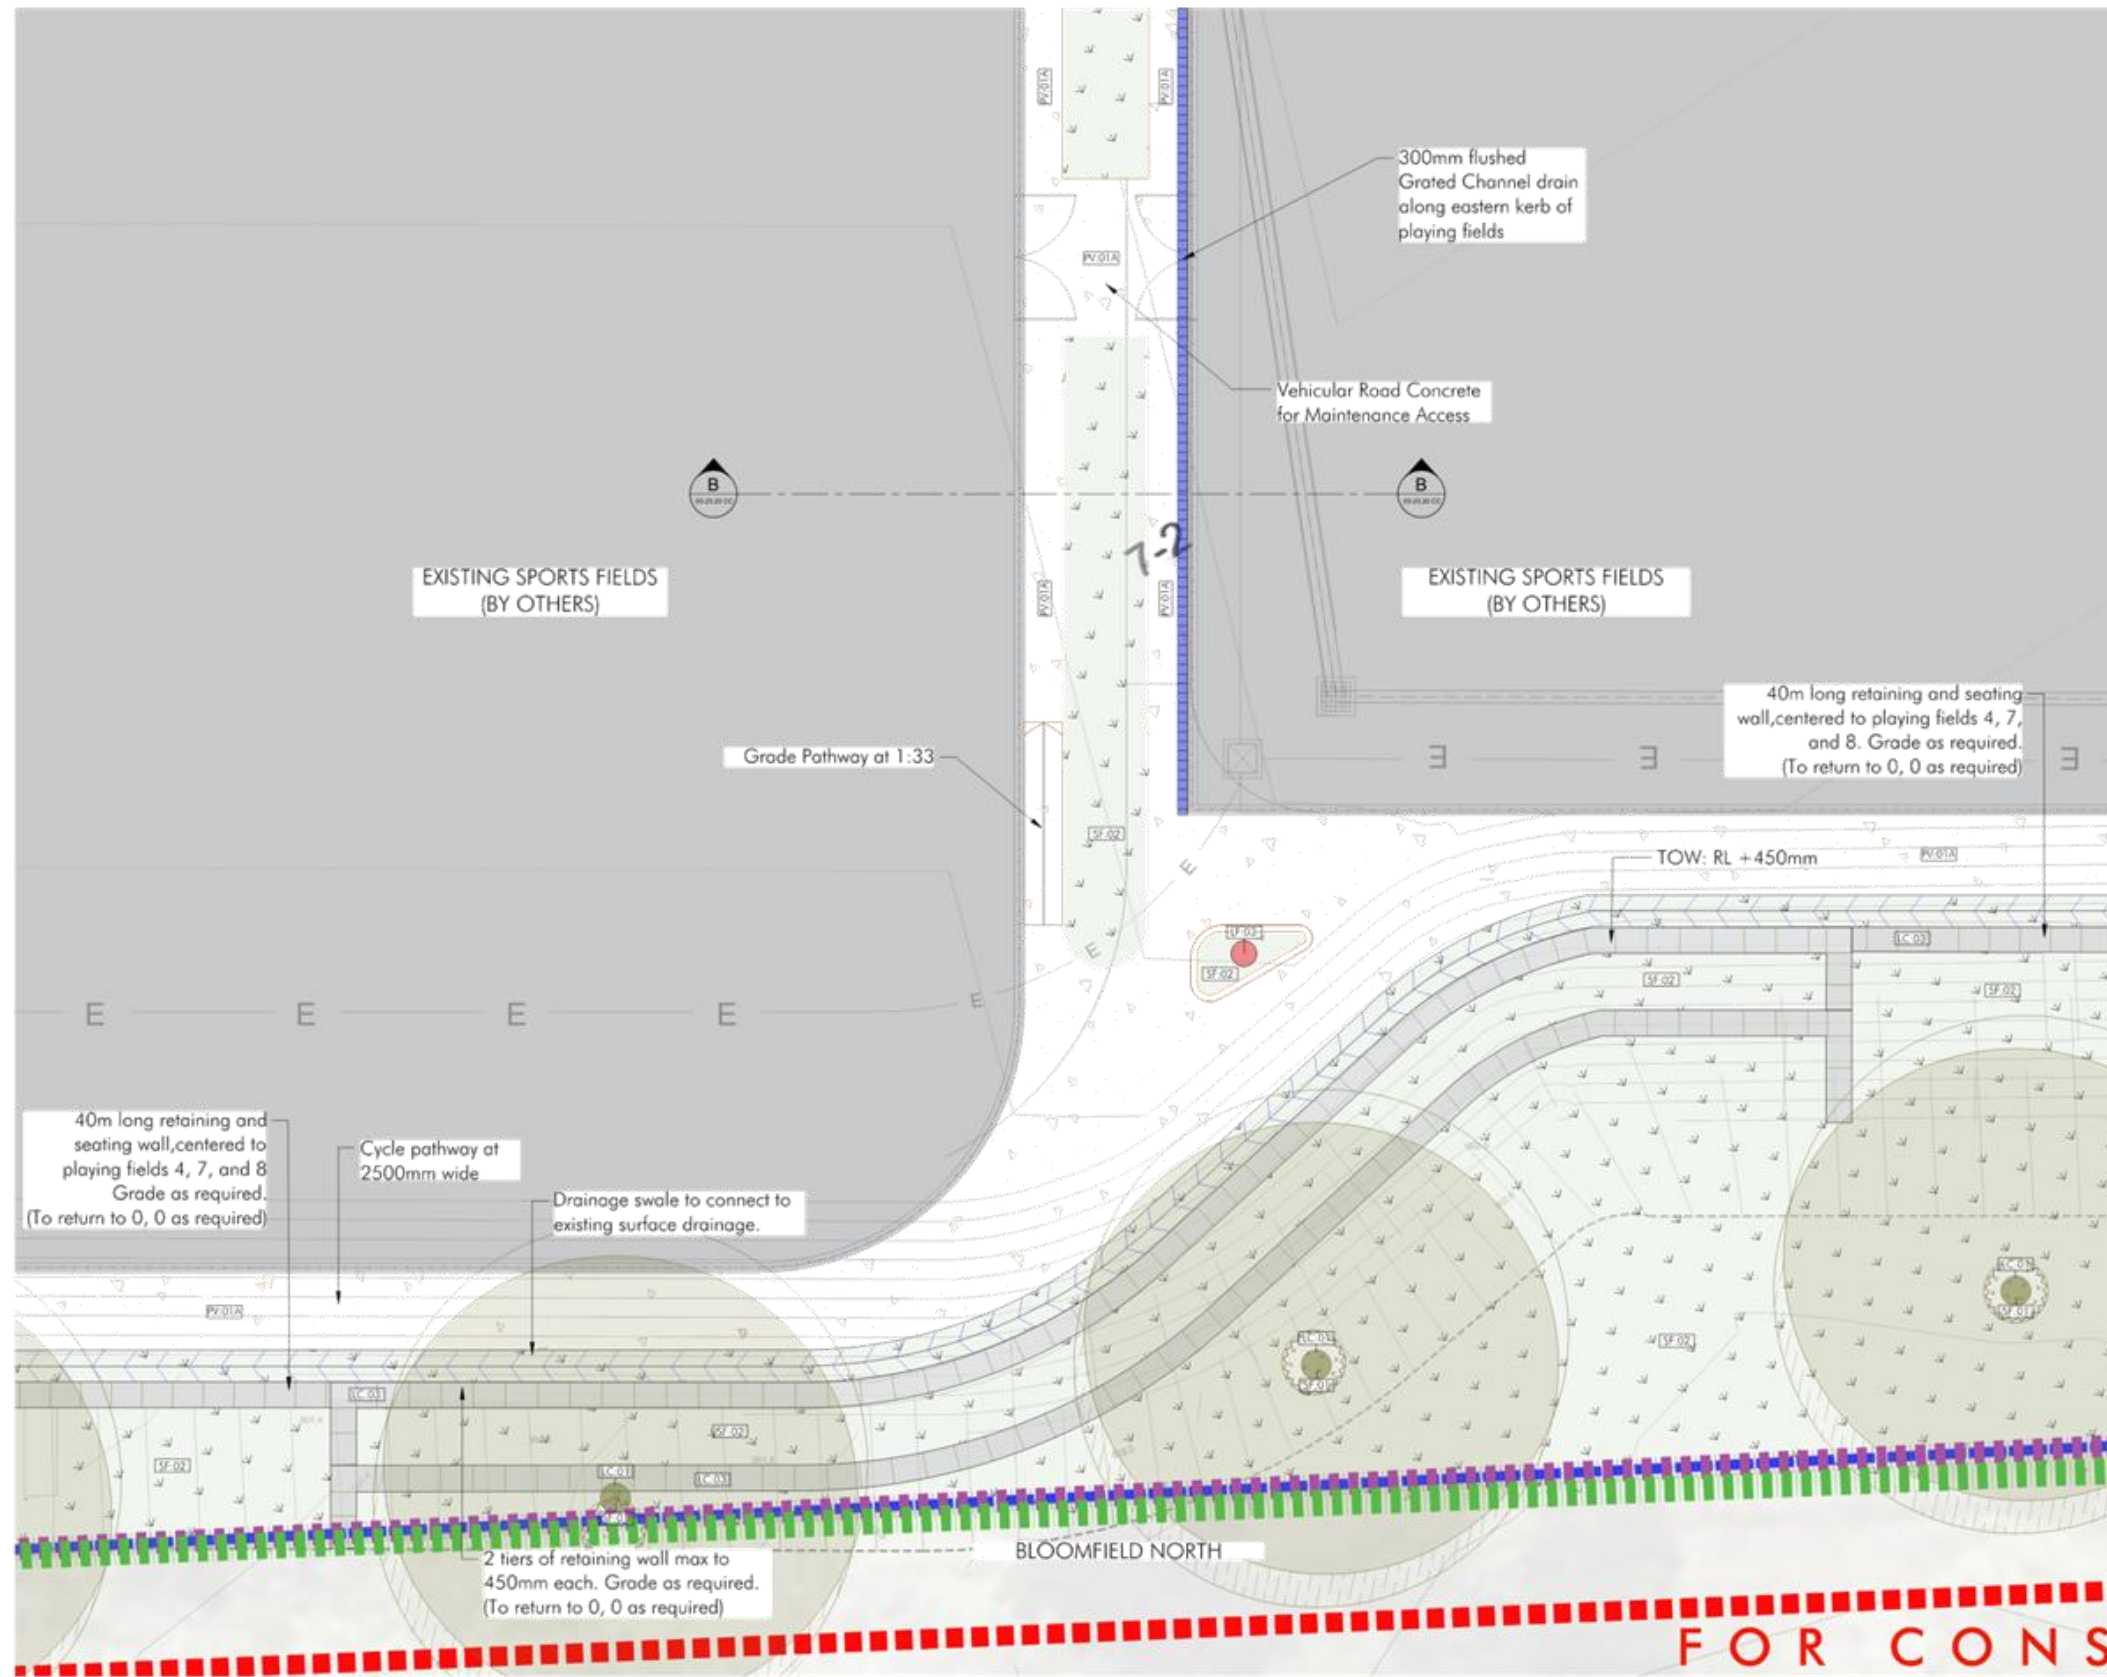 PV.01A
PV.01A
300mm flushed
Grated Channel drain
along eastern kerb of
playing fields
PV.01A
Vehicular Road Concrete
for Maintenance Access
B
B
7-2
EXISTING SPORTS FIELDS
(BY OTHERS)
EXISTING SPORTS FIELDS
(BY OTHERS)
PV.01A
PV.01A
40m long retaining and seating
wall,centered to playing fields 4, 7,
and 8. Grade as required.
(To return to 0, 0 as required)
Grade Pathway at 1:33
E
E
E
SF.02
TOW: RL +450mm
PV.01A
E
LF.03
SF.02
LC.03
E
SF.02
SF.02
E
E
E
E
E
40m long retaining and
seating wall,centered to
playing fields 4, 7, and 8
Grade as required.
(To return to 0, 0 as required)
Cycle pathway at
2500mm wide
Drainage swale to connect to
existing surface drainage.
PV.01A
SF.02
LC.03
SF.02
SF.02
LC.03
BLOOMFIELD NORTH
2 tiers of retaining wall max to
450mm each. Grade as required.
(To return to 0, 0 as required)
FOR CONS